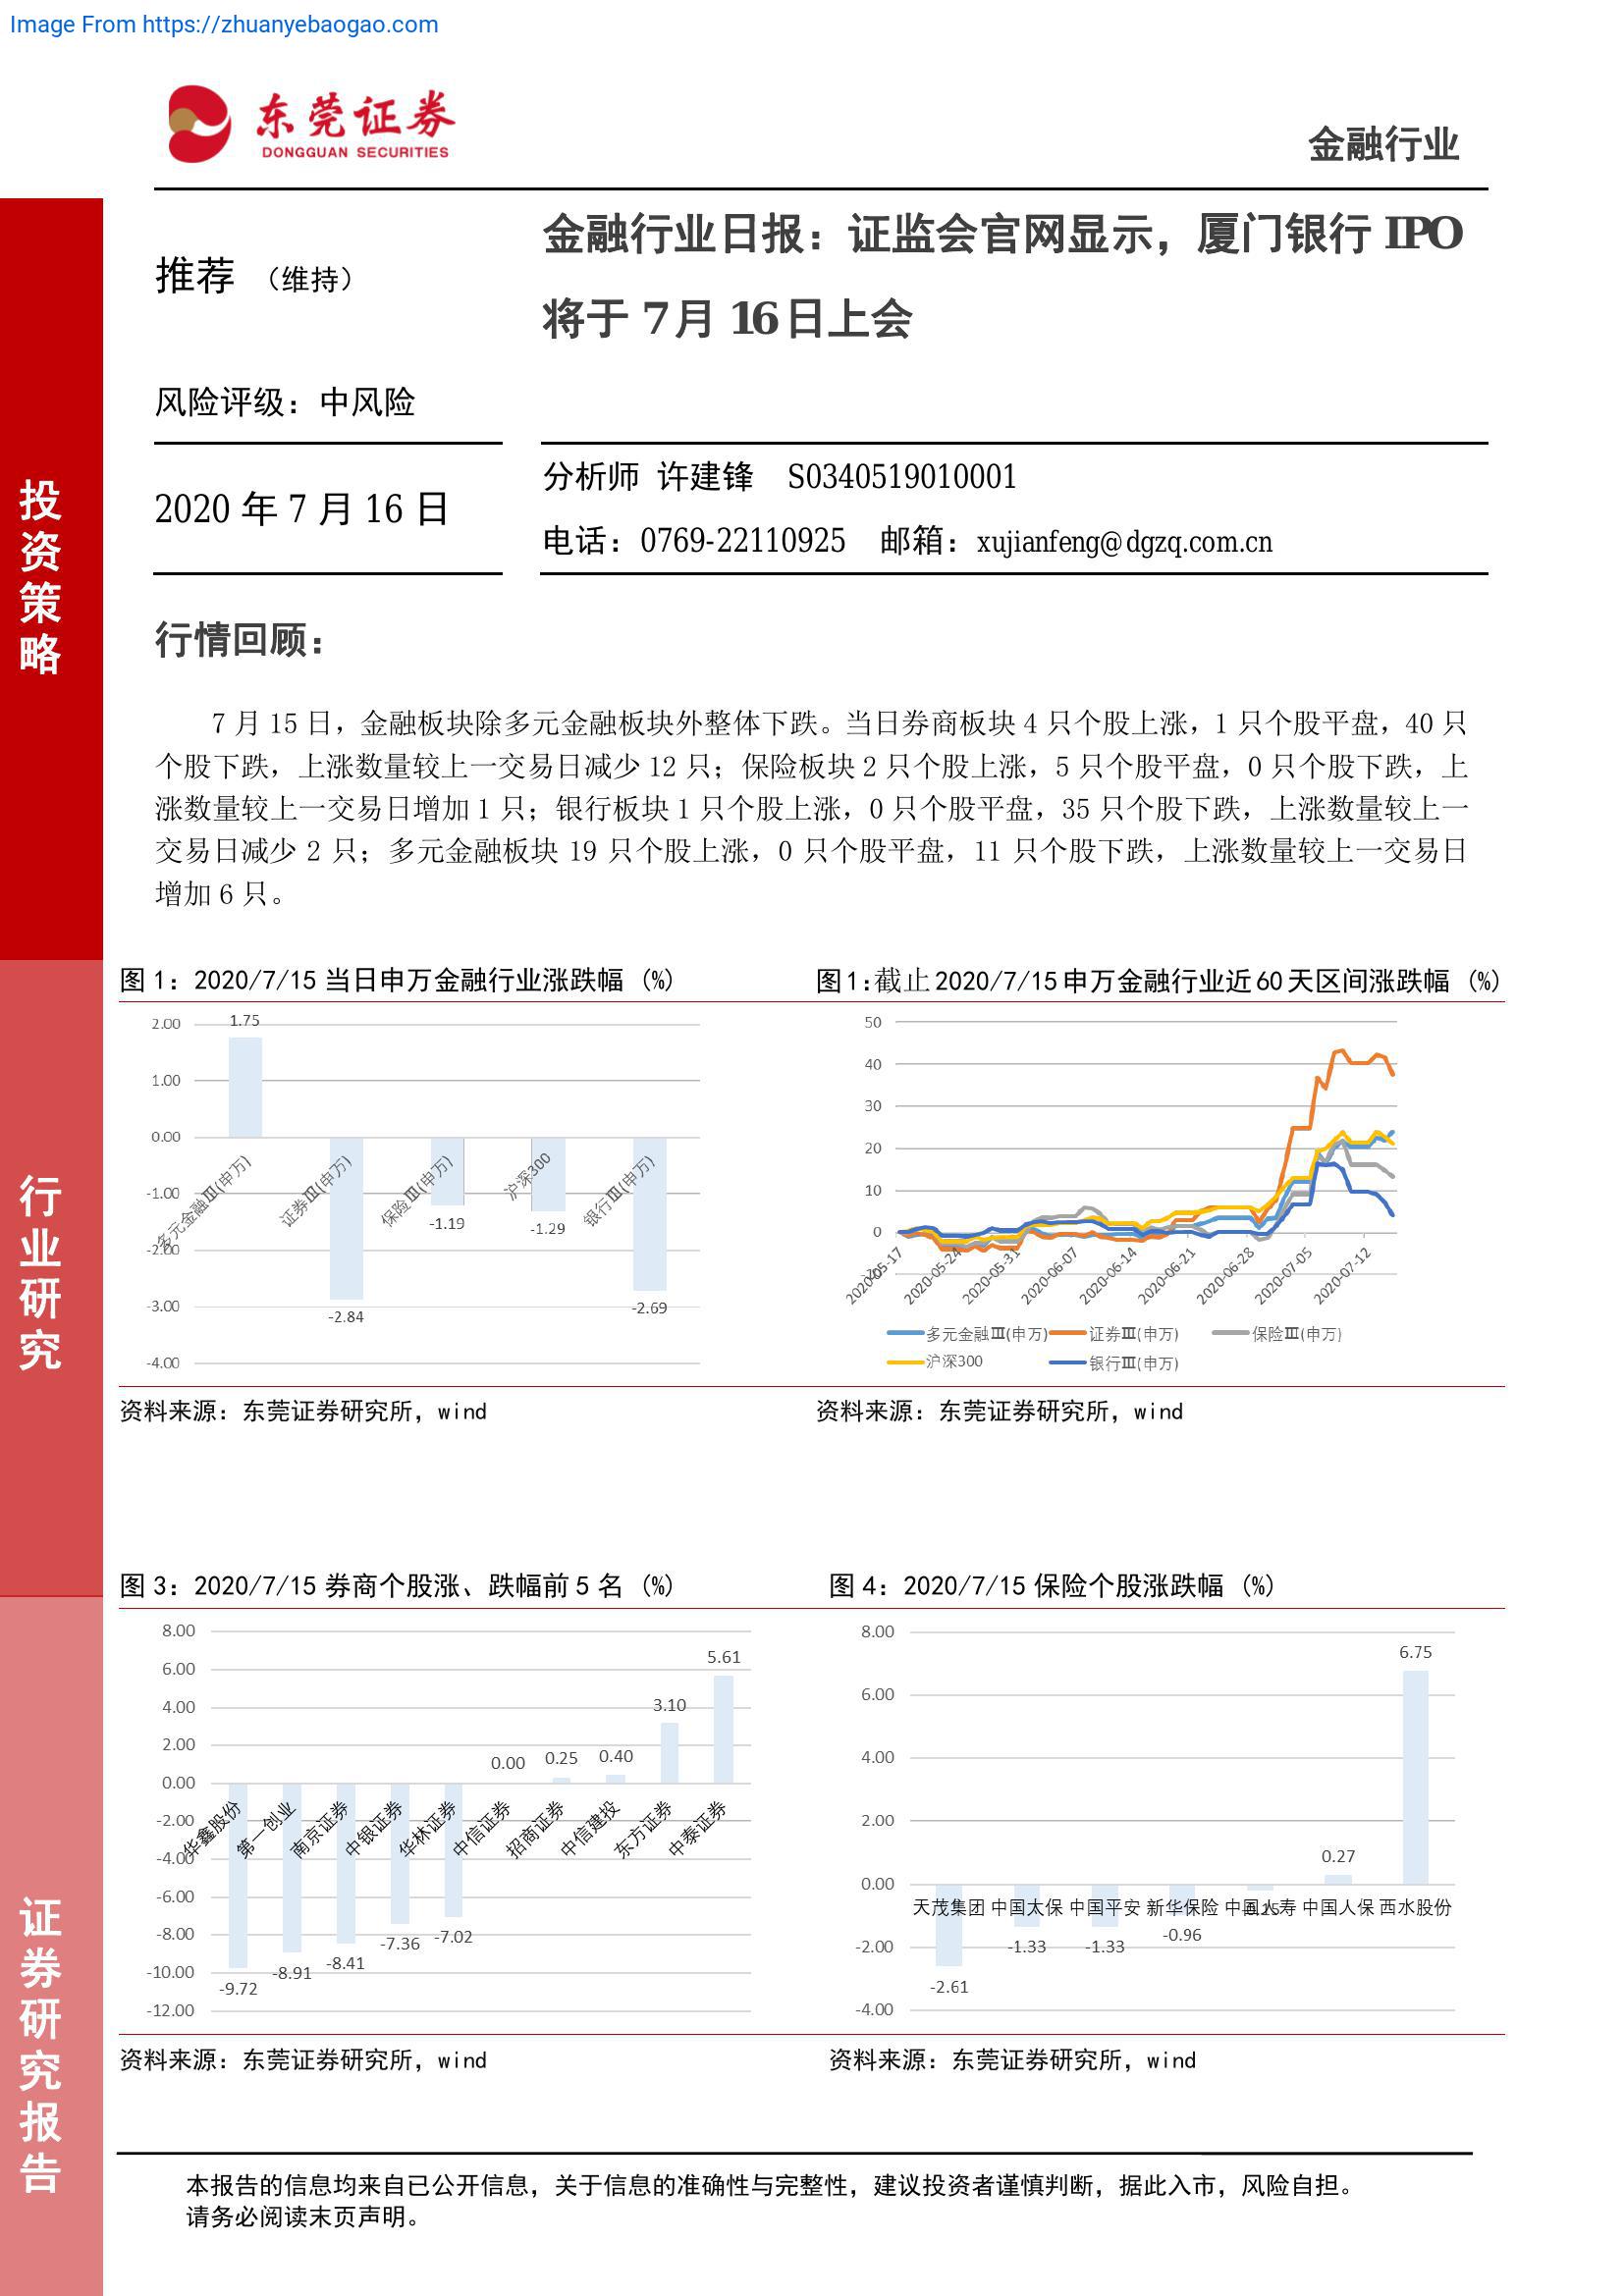 Image From https://zhuanyebaogao.com
东莞证券
DONGGUAN SECURITIES
金融行业
投资策略
行业研究
证券研究报告
推荐 （维持）
金融行业日报：证监会官网显示，厦门银行 IPO
将于 7 月 16 日上会
风险评级：中风险
2020 年 7 月 16 日
分析师 许建锋 S0340519010001
电话：0769-22110925 邮箱：xujianfeng@dgzq.com.cn
行情回顾：
7 月 15 日，金融板块除多元金融板块外整体下跌。当日券商板块 4 只个股上涨，1 只个股平盘，40 只
个股下跌，上涨数量较上一交易日减少 12 只；保险板块 2 只个股上涨，5 只个股平盘，0 只个股下跌，上
涨数量较上一交易日增加 1 只；银行板块 1 只个股上涨，0 只个股平盘，35 只个股下跌，上涨数量较上一
交易日减少 2 只；多元金融板块 19 只个股上涨，0 只个股平盘，11 只个股下跌，上涨数量较上一交易日
增加 6 只。
图 1：2020/7/15 当日申万金融行业涨跌幅（%）
2.00
1.00
0.00
-1.00
-2.00
-3.00
-4.00
1.75
-2.84
-1.19
-1.29
-2.69
多元金融Ⅲ(申万)
证券Ⅲ(申万)
保险Ⅲ(申万)
沪深300
银行Ⅲ(申万)
资料来源：东莞证券研究所，wind
图 1：截止 2020/7/15 申万金融行业近 60 天区间涨跌幅（%）
50
40
30
20
10
0
-10
2020-05-17
2020-05-24
2020-05-31
2020-06-07
2020-06-14
2020-06-21
2020-06-28
2020-07-05
2020-07-12
多元金融Ⅲ(申万) 证券Ⅲ(申万) 保险Ⅲ(申万)
沪深300 银行Ⅲ(申万)
资料来源：东莞证券研究所，wind
图 3：2020/7/15 券商个股涨、跌幅前 5 名（%）
8.00
6.00
4.00
2.00
0.00
-2.00
-4.00
-6.00
-8.00
-10.00
-12.00
-9.72
-8.91
-8.41
-7.36
-7.02
0.00
0.25
0.40
3.10
5.61
华鑫股份
第一创业
南京证券
中银证券
华林证券
中信证券
招商证券
中信建投
东方证券
中泰证券
资料来源：东莞证券研究所，wind
图 4：2020/7/15 保险个股涨跌幅（%）
8.00
6.00
4.00
2.00
0.00
-2.00
-4.00
-2.61
-1.33
-1.33
-0.96
-0.15
0.27
6.75
天茂集团 中国太保 中国平安 新华保险 中国人寿 中国人保 西水股份
资料来源：东莞证券研究所，wind
本报告的信息均来自已公开信息，关于信息的准确性与完整性，建议投资者谨慎判断，据此入市，风险自担。
请务必阅读末页声明。